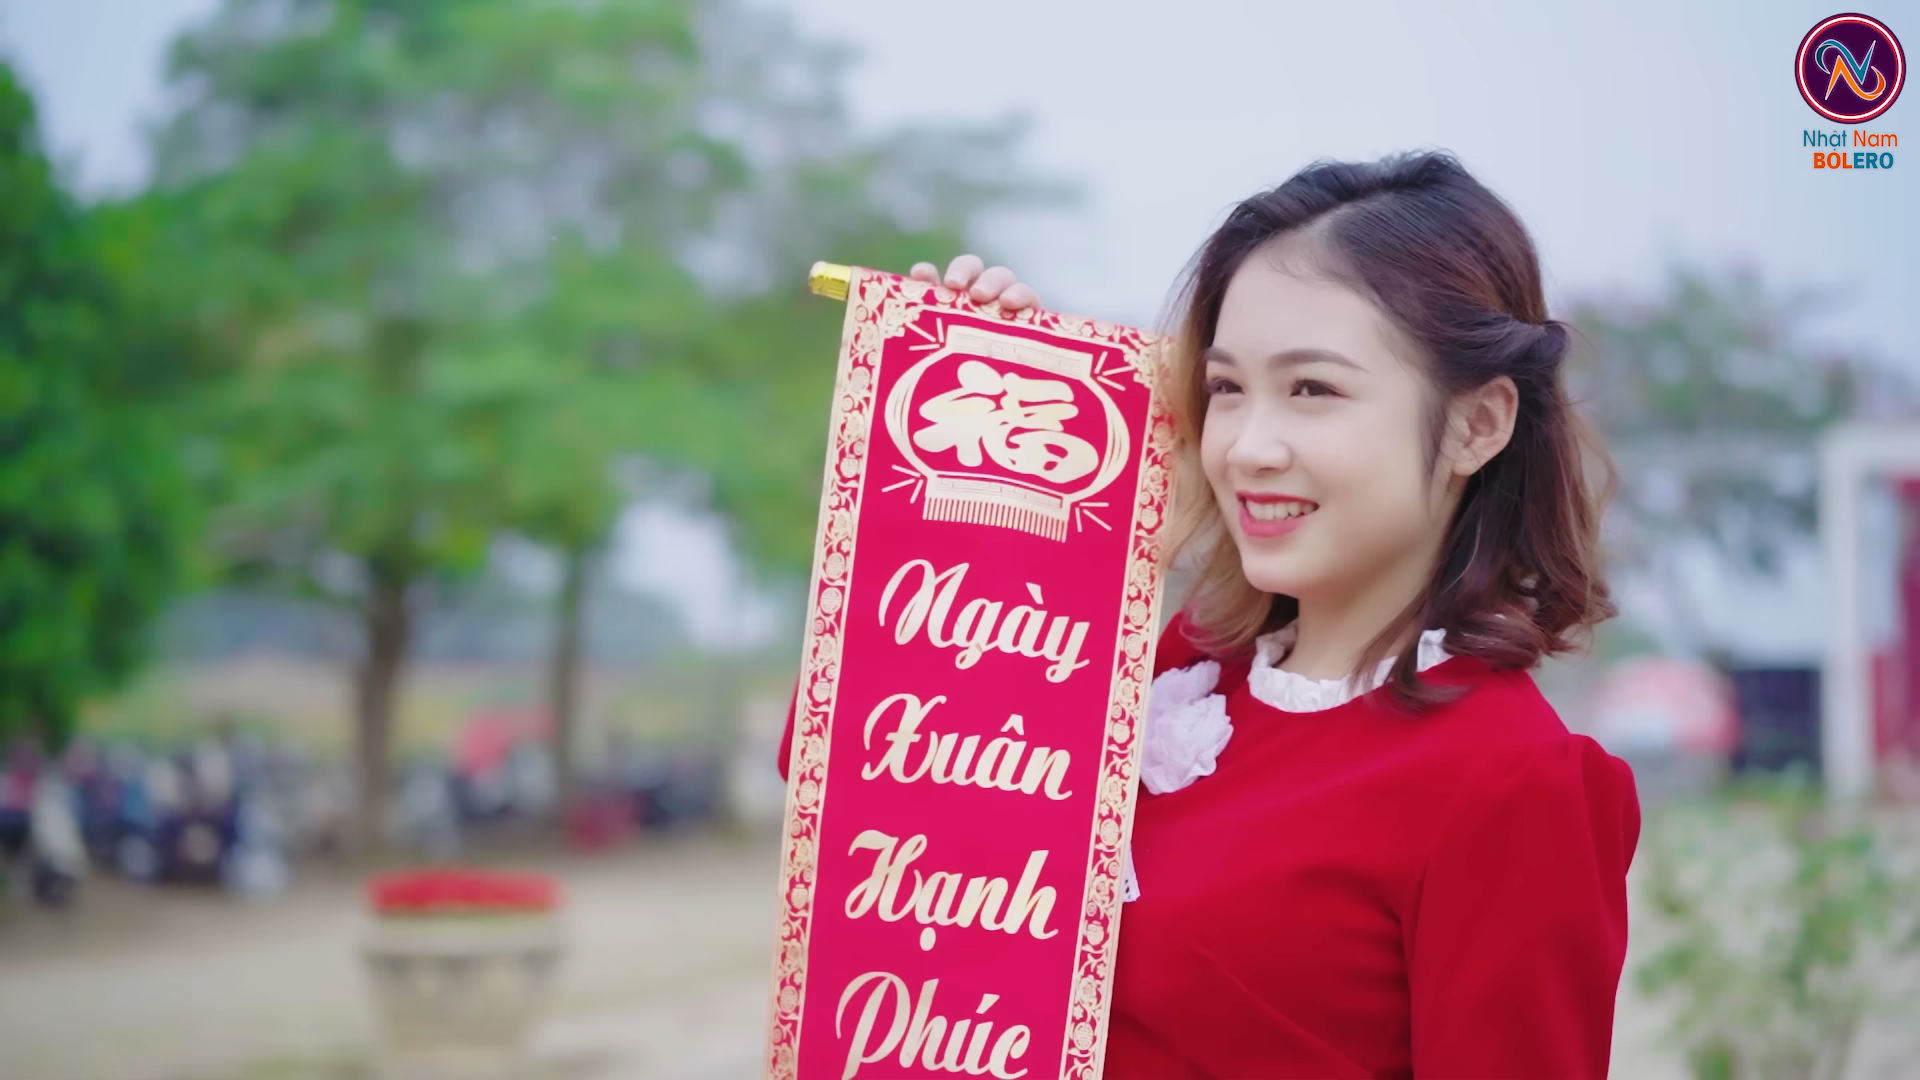 Nhật Nam
BOLERO
福
Ngày
Xuân
Hạnh
Phúc